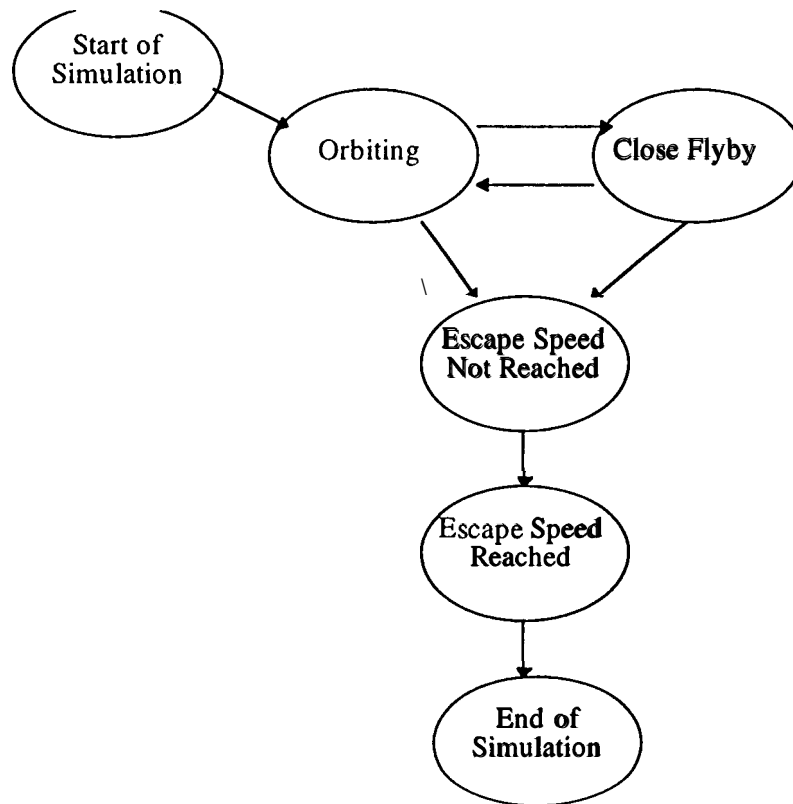 Start of
Simulation
Orbiting
Close Flyby
Escape Speed
Not Reached
Escape Speed
Reached
End of
Simulation